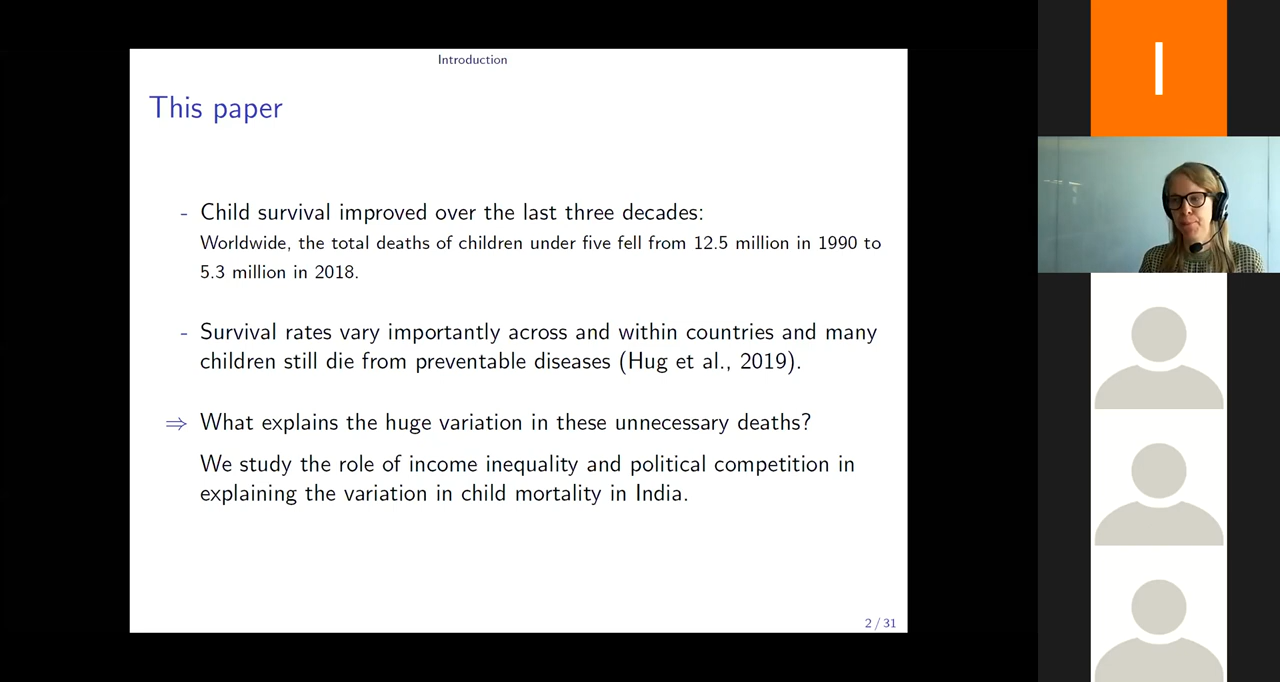 Introduction
This paper
- Child survival improved over the last three decades:
Worldwide, the total deaths of children under five fell from 12.5 million in 1990 to
5.3 million in 2018.
- Survival rates vary importantly across and within countries and many
children still die from preventable diseases (Hug et al., 2019).
⇒ What explains the huge variation in these unnecessary deaths?
We study the role of income inequality and political competition in
explaining the variation in child mortality in India.
2 / 31
I